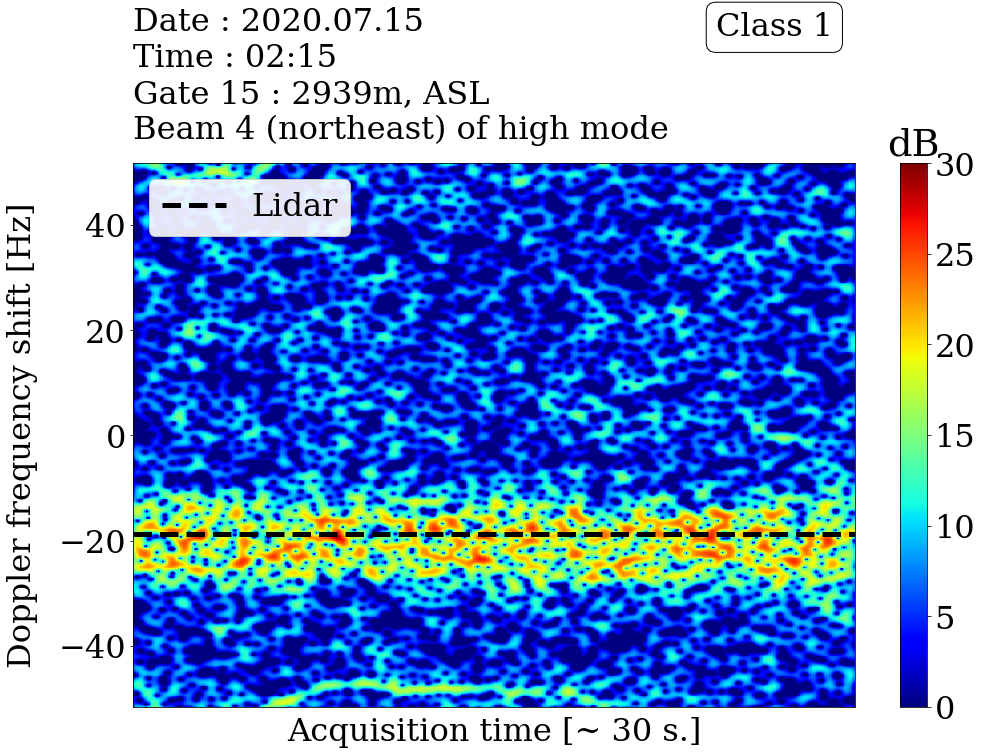 Date : 2020.07.15
Time : 02:15
Gate 15 : 2939m, ASL
Beam 4 (northeast) of high mode
Class 1
dB
Lidar
Doppler frequency shift [Hz]
40
20
0
−20
−40
Acquisition time [~ 30 s.]
30
25
20
15
10
5
0